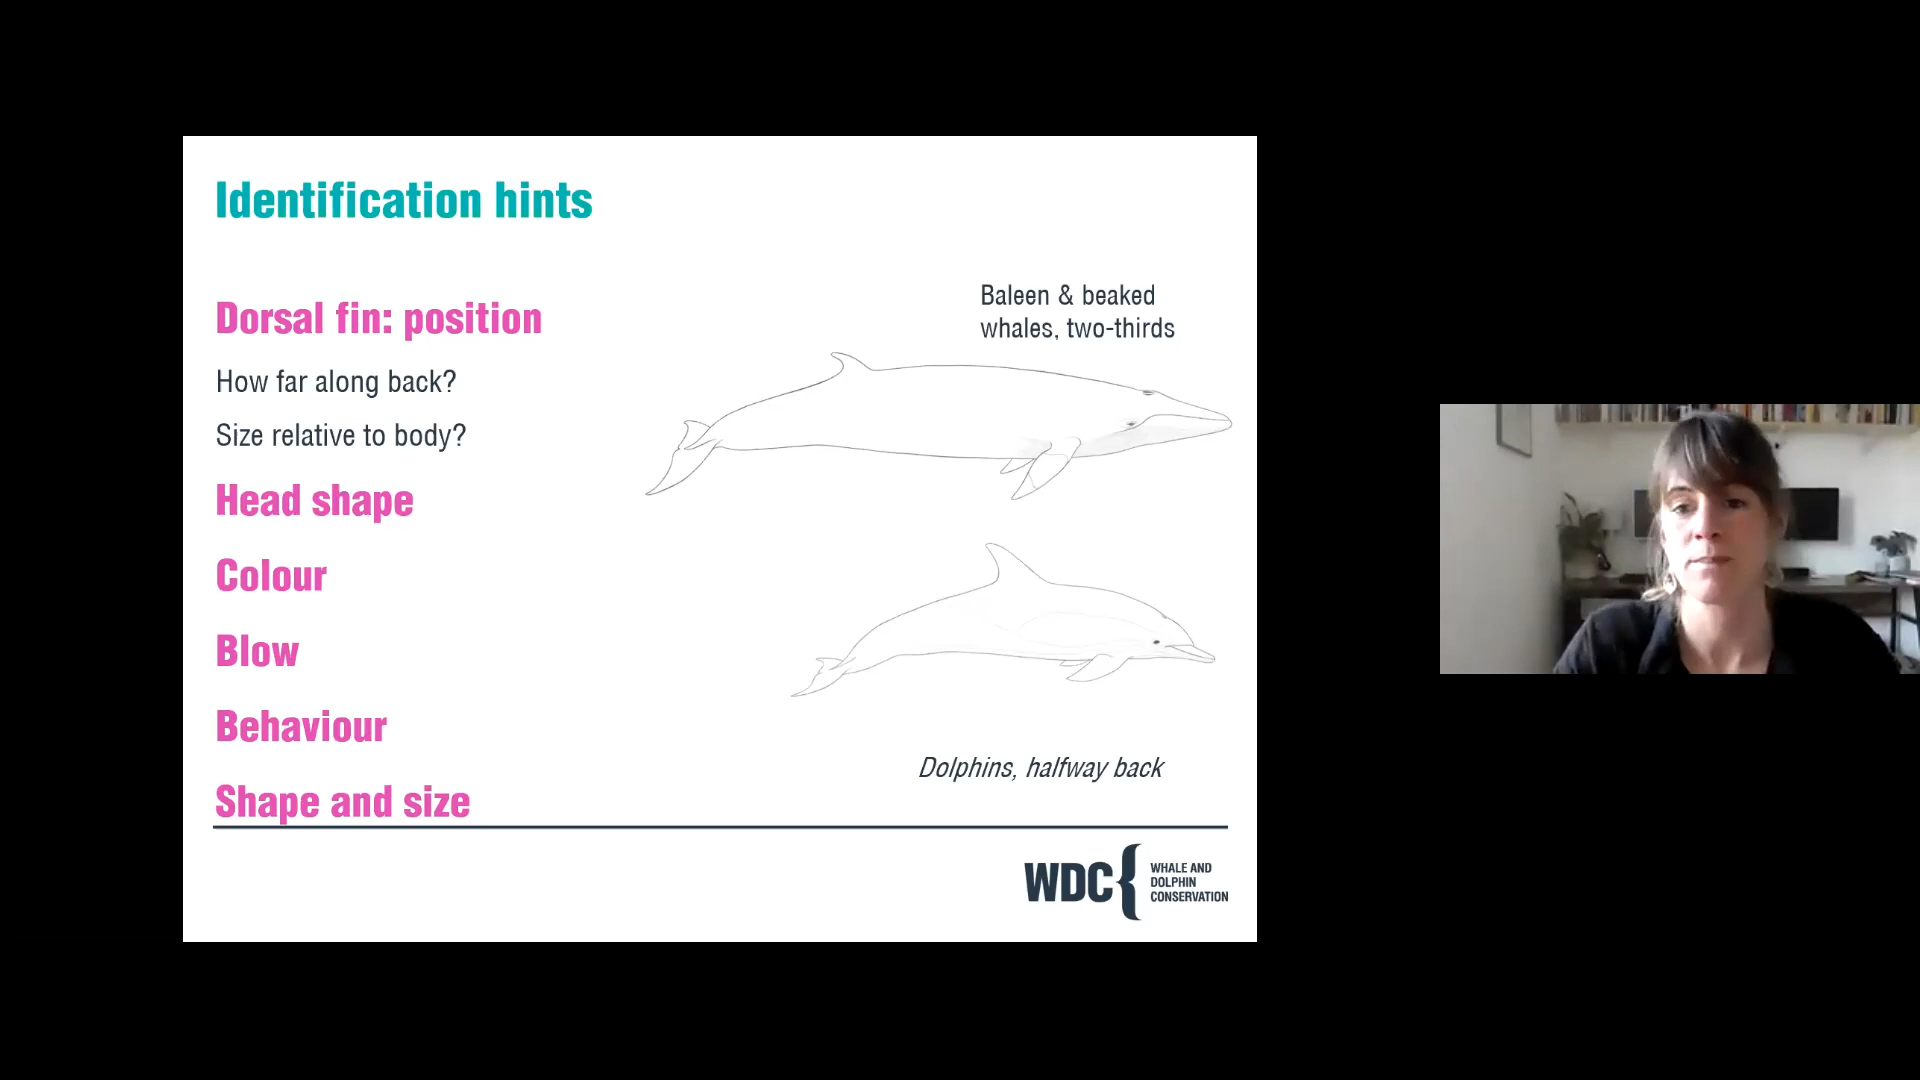 Identification hints
Dorsal fin: position
How far along back?
Size relative to body?
Head shape
Colour
Blow
Behaviour
Shape and size
Baleen & beaked
whales, two-thirds
Dolphins, halfway back
WDC
WHALE AND
DOLPHIN
CONSERVATION